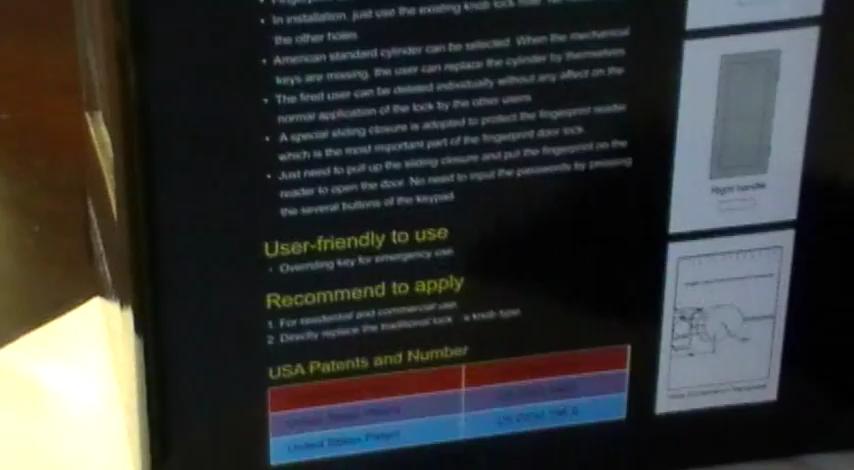 In installation, just use the existing knob lock hole
the other holes
• American standard cylinder can be selected. When the mechanical
keys are missing, the user can replace the cylinder by themselves
• The fired user can be deleted individually without any affect on the
normal application of the lock by the other users
• A special sliding closure is adopted to protect the fingerprint reader
which is the most important part of the fingerprint door lock.
• Just need to pull up the sliding closure and put the fingerprint on the
reader to open the door. No need to input the passwords by pressing
the several buttons of the keypad
User-friendly to use
• Overriding key for emergency use
Recommend to apply
1. For residential and commercial use
2. Directly replace the traditional lock
knob type
USA Patents and Number
United States Patent
United States Patent
Right handle